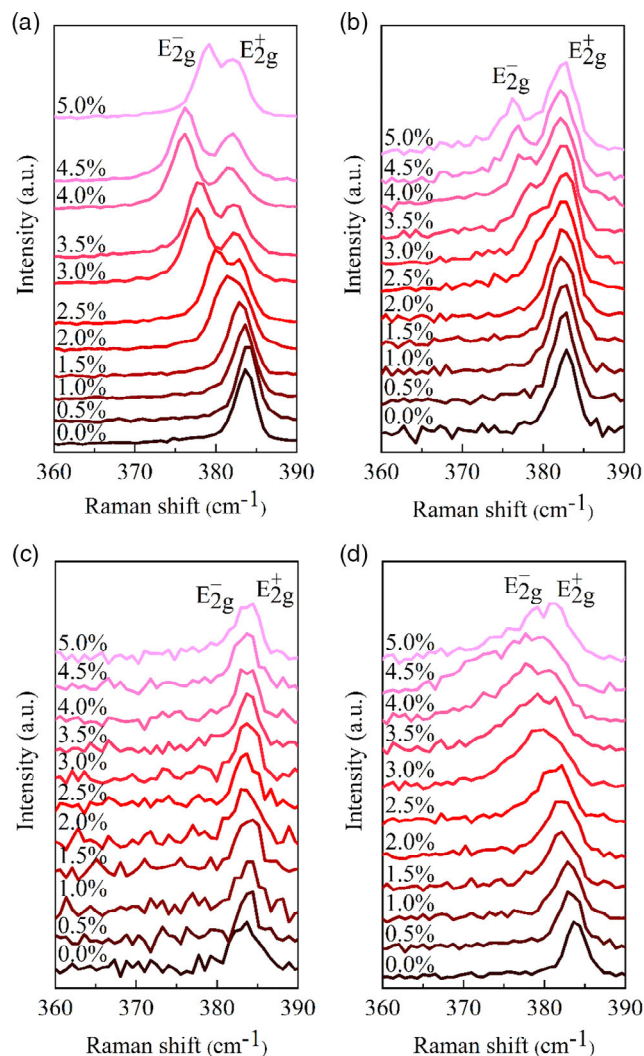 (a)
E2g− E2g+
5.0%
4.5%
4.0%
3.5%
3.0%
2.5%
2.0%
1.5%
1.0%
0.5%
0.0%
Intensity (a.u.)
360 370 380 390
Raman shift (cm-1)
(b)
E2g− E2g+
5.0%
4.5%
4.0%
3.5%
3.0%
2.5%
2.0%
1.5%
1.0%
0.5%
0.0%
Intensity (a.u.)
360 370 380 390
Raman shift (cm-1)
(c)
E2g− E2g+
5.0%
4.5%
4.0%
3.5%
3.0%
2.5%
2.0%
1.5%
1.0%
0.5%
0.0%
Intensity (a.u.)
360 370 380 390
Raman shift (cm-1)
(d)
E2g− E2g+
5.0%
4.5%
4.0%
3.5%
3.0%
2.5%
2.0%
1.5%
1.0%
0.5%
0.0%
Intensity (a.u.)
360 370 380 390
Raman shift (cm-1)